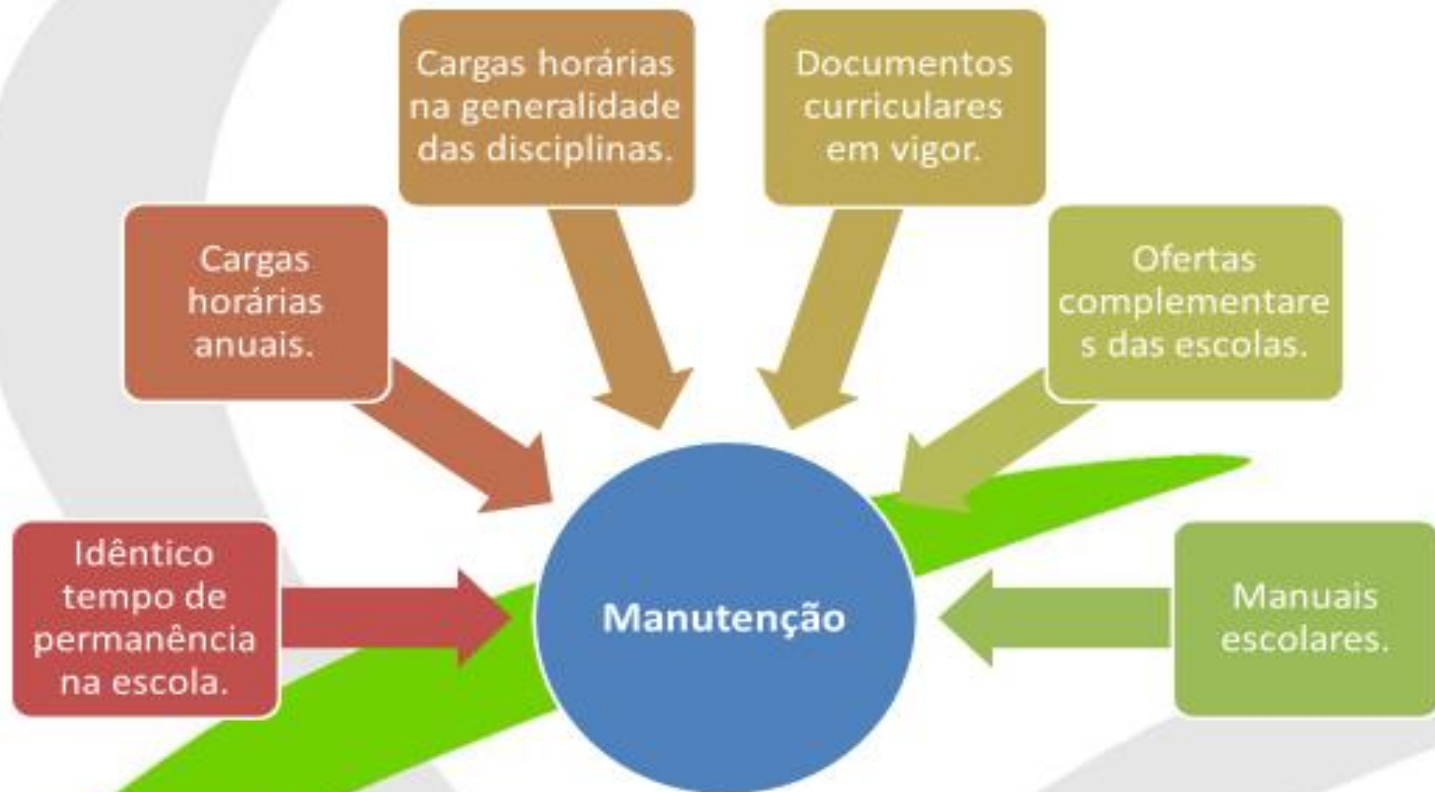 Cargas horárias
na generalidade
das disciplinas.
Documentos
curriculares
em vigor.
Cargas
horárias
anuais.
Ofertas
complementare
s das escolas.
Idêntico
tempo de
permanência
na escola.
Manutenção
Manuais
escolares.